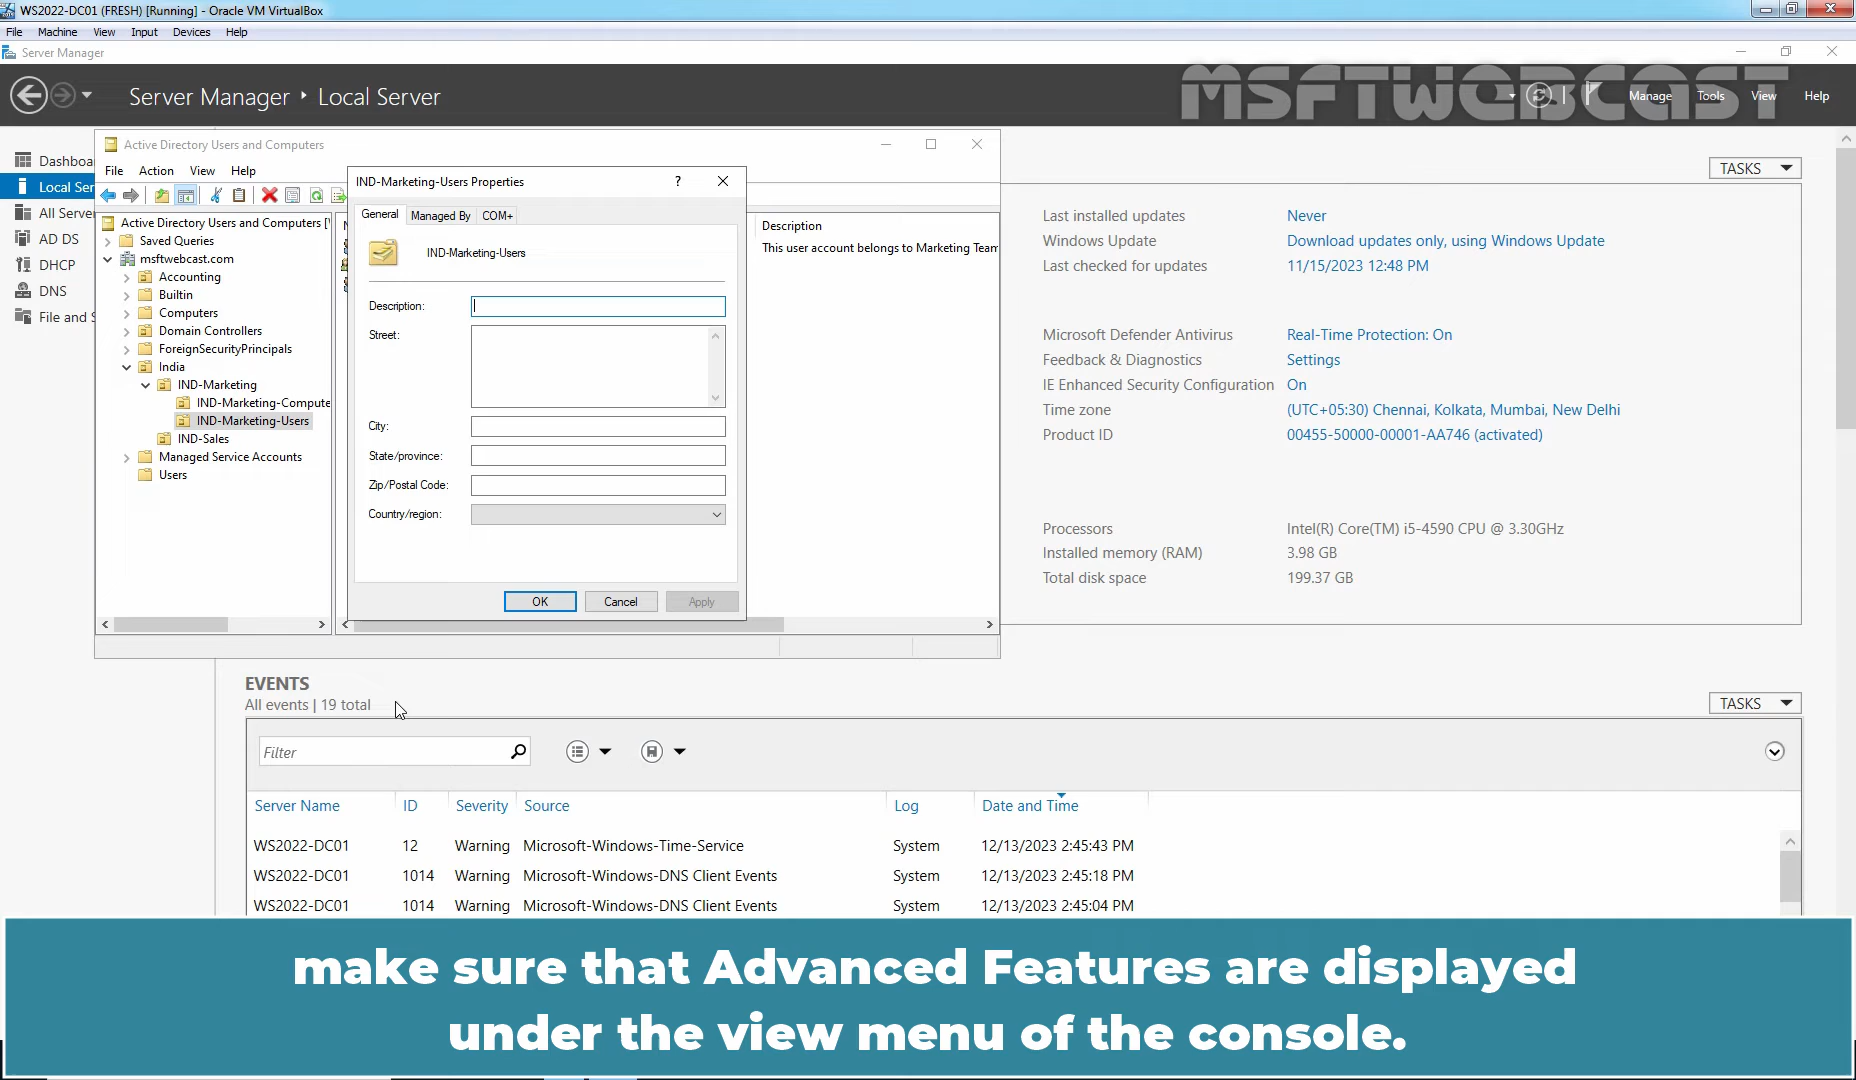 WS2022-DC01 (FRESH) [Running] - Oracle VM VirtualBox
File Machine View Input Devices Help
Server Manager
Server Manager ‣ Local Server
MSFTWEBCAST
Manage Tools View Help
Dashboa
Local Ser
All Server
AD DS
DHCP
DNS
File and S
Active Directory Users and Computers
File Action View Help
Active Directory Users and Computers [
Saved Queries
msftwebcast.com
Accounting
Builtin
Computers
Domain Controllers
ForeignSecurityPrincipals
India
IND-Marketing
IND-Marketing-Compute
IND-Marketing-Users
IND-Sales
Managed Service Accounts
Users
IND-Marketing-Users Properties
?
General Managed By COM+
IND-Marketing-Users
Description:
Street:
City:
State/province:
Zip/Postal Code:
Country/region:
OK Cancel Apply
Description
This user account belongs to Marketing Team
TASKS
Last installed updates Never
Windows Update Download updates only, using Windows Update
Last checked for updates 11/15/2023 12:48 PM
Microsoft Defender Antivirus Real-Time Protection: On
Feedback & Diagnostics Settings
IE Enhanced Security Configuration On
Time zone (UTC+05:30) Chennai, Kolkata, Mumbai, New Delhi
Product ID 00455-50000-00001-AA746 (activated)
Processors Intel(R) Core(TM) i5-4590 CPU @ 3.30GHz
Installed memory (RAM) 3.98 GB
Total disk space 199.37 GB
EVENTS
All events | 19 total
TASKS
Filter
Server Name ID Severity Source Log Date and Time
WS2022-DC01 12 Warning Microsoft-Windows-Time-Service System 12/13/2023 2:45:43 PM
WS2022-DC01 1014 Warning Microsoft-Windows-DNS Client Events System 12/13/2023 2:45:18 PM
WS2022-DC01 1014 Warning Microsoft-Windows-DNS Client Events System 12/13/2023 2:45:04 PM
make sure that Advanced Features are displayed
under the view menu of the console.